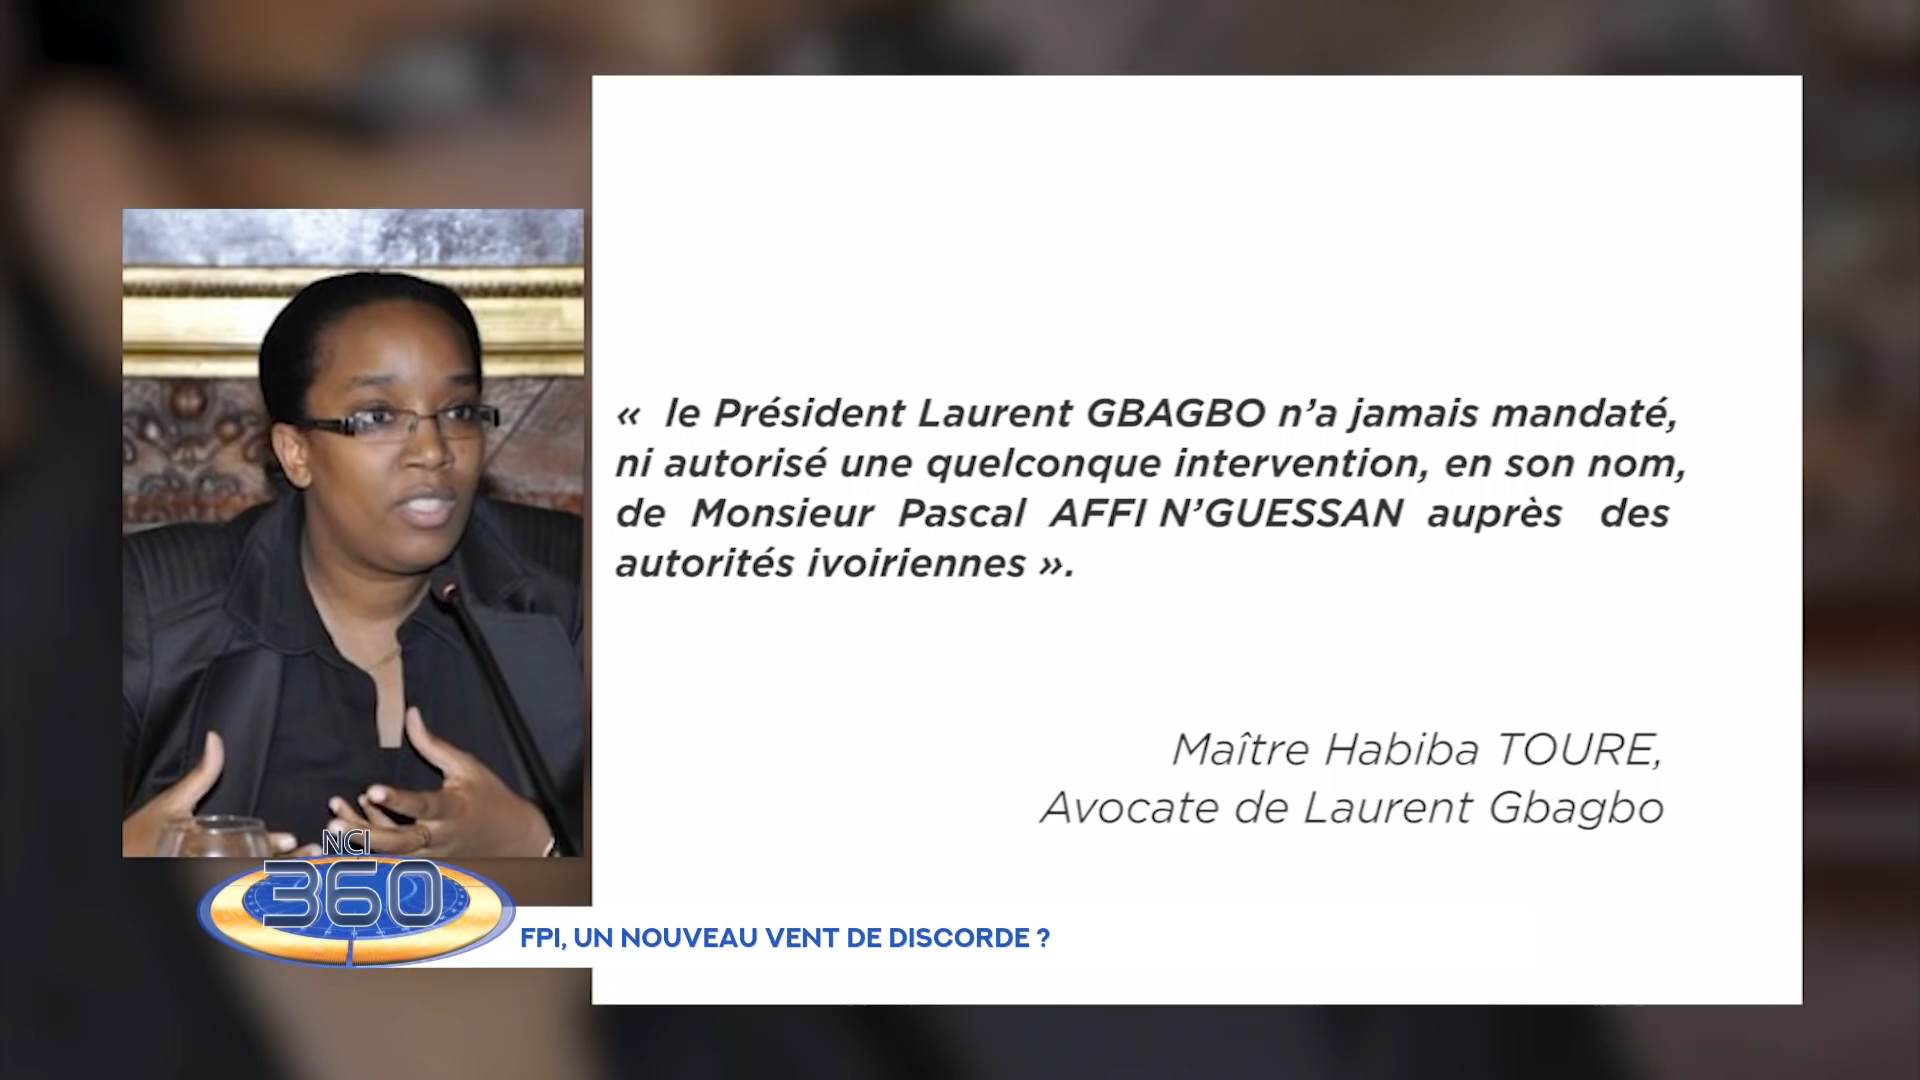 « le Président Laurent GBAGBO n’a jamais mandaté,
ni autorisé une quelconque intervention, en son nom,
de Monsieur Pascal AFFI N’GUESSAN auprès des
autorités ivoiriennes ».
Maître Habiba TOURE,
Avocate de Laurent Gbagbo
NCI
360
FPI, UN NOUVEAU VENT DE DISCORDE ?